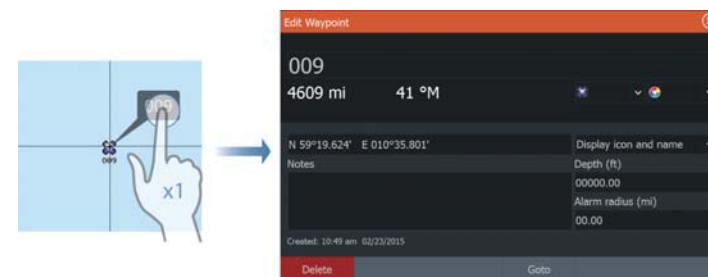 009
009
x1
Edit Waypoint
009
4609 mi 41 °M
N 59°19.624' E 010°35.801' Display icon and name
Notes Depth (ft)
00000.00
Alarm radius (mi)
00.00
Created: 10:49 am 02/23/2015
Delete Goto